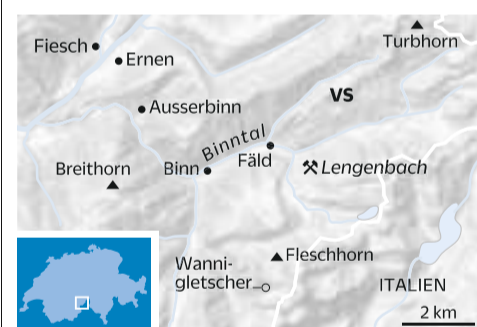 Turbhorn
Fiesch
Ernen
VS
Ausserbinn
Binntal
Fäld
Breithorn
Binn
Lengenbach
Fleschhorn
Wanni-
gletscher
ITALIEN
2 km